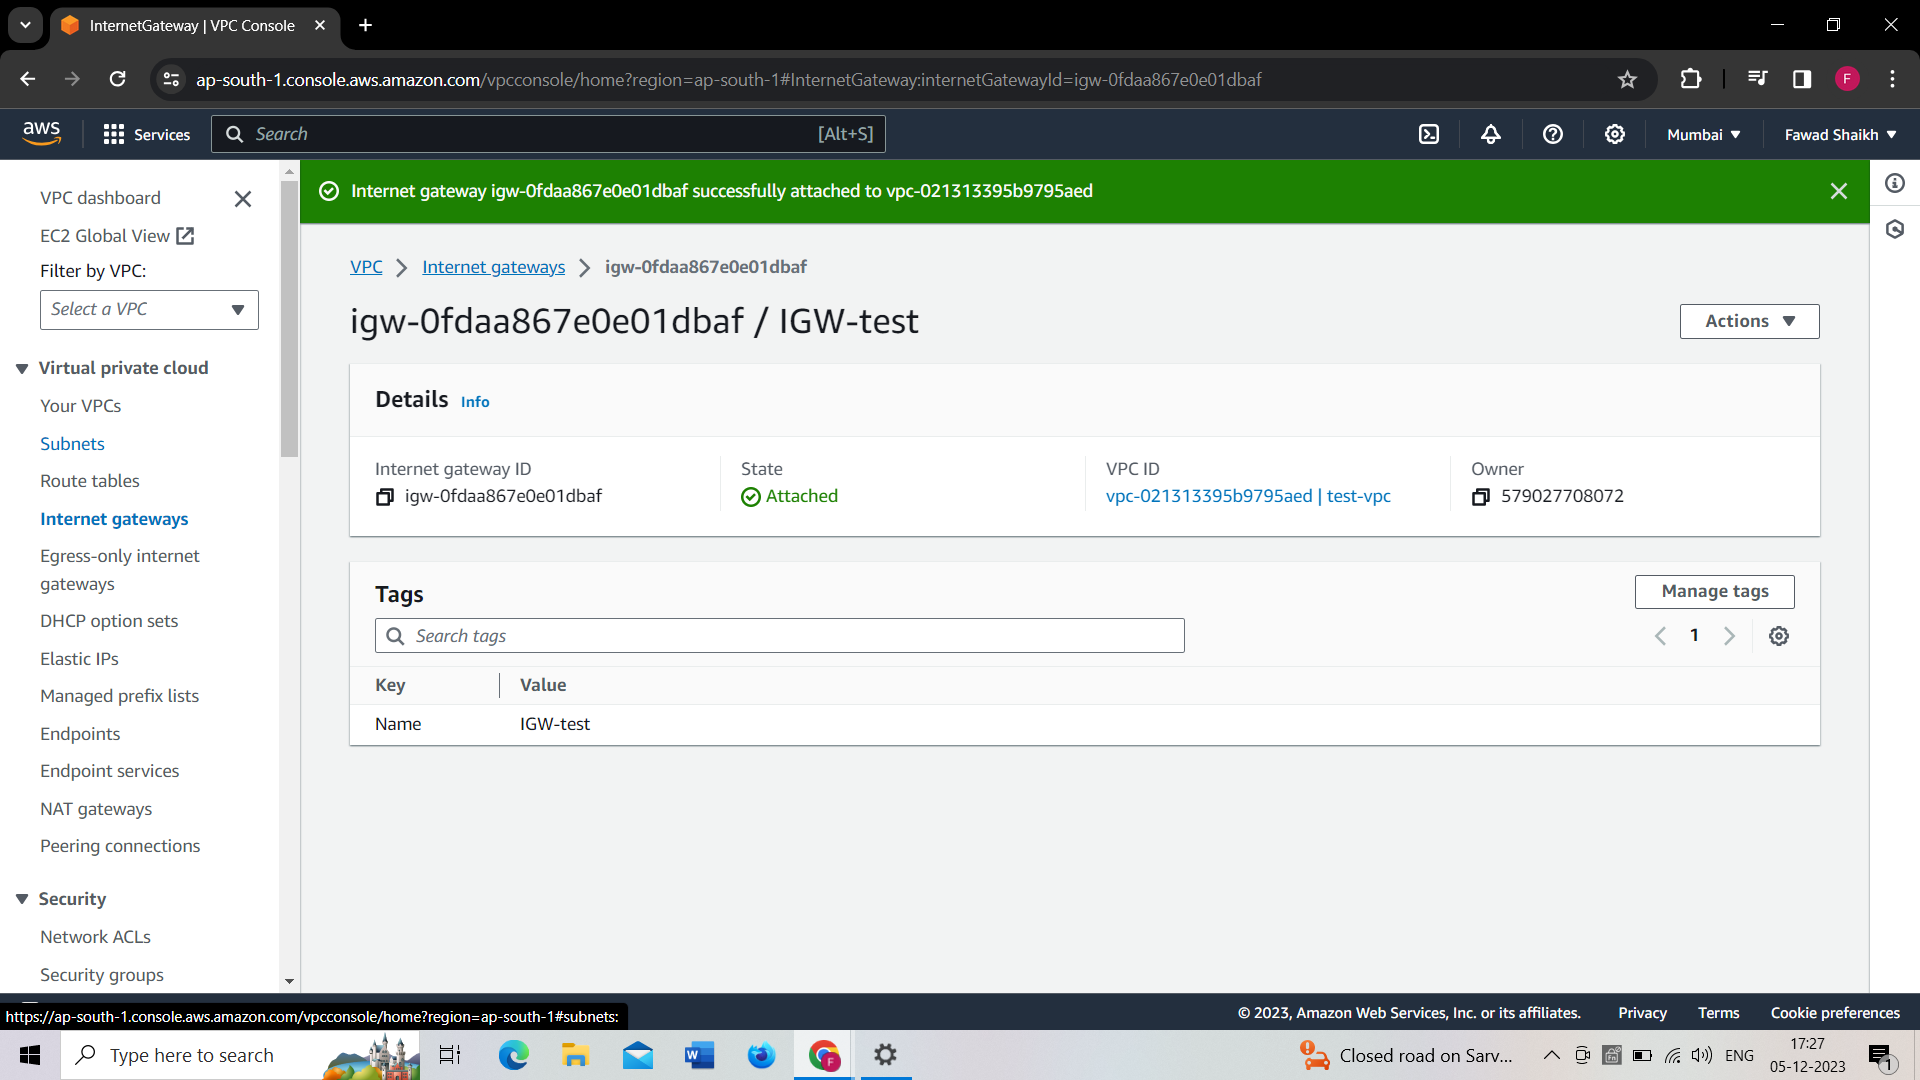 InternetGateway | VPC Console
ap-south-1.console.aws.amazon.com/vpcconsole/home?region=ap-south-1#InternetGateway:internetGatewayId=igw-0fdaa867e0e01dbaf
F
aws
Services
Search
[Alt+S]
Mumbai
Fawad Shaikh
VPC dashboard
EC2 Global View
Filter by VPC:
Select a VPC
Virtual private cloud
Your VPCs
Subnets
Route tables
Internet gateways
Egress-only internet
gateways
DHCP option sets
Elastic IPs
Managed prefix lists
Endpoints
Endpoint services
NAT gateways
Peering connections
Security
Network ACLs
Security groups
Internet gateway igw-0fdaa867e0e01dbaf successfully attached to vpc-021313395b9795aed
VPC
Internet gateways
igw-0fdaa867e0e01dbaf
igw-0fdaa867e0e01dbaf / IGW-test
Actions
Details Info
Internet gateway ID
igw-0fdaa867e0e01dbaf
State
Attached
VPC ID
vpc-021313395b9795aed | test-vpc
Owner
579027708072
Tags
Manage tags
Search tags
1
Key Value
Name IGW-test
https://ap-south-1.console.aws.amazon.com/vpcconsole/home?region=ap-south-1#subnets:
© 2023, Amazon Web Services, Inc. or its affiliates.
Privacy
Terms
Cookie preferences
Type here to search
F
Closed road on Sarv...
ENG
17:27
05-12-2023
1